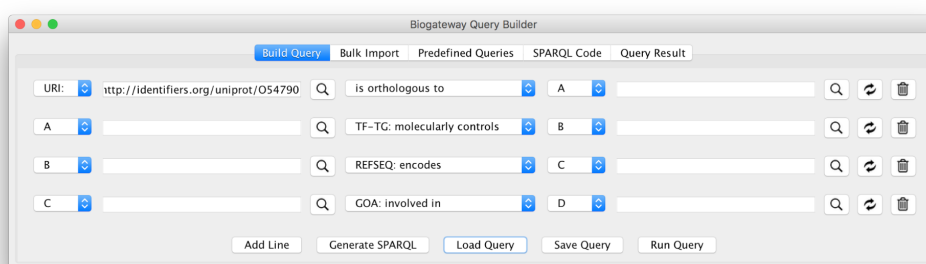 Biogateway Query Builder
Build Query Bulk Import Predefined Queries SPARQL Code Query Result
URI: http://identifiers.org/uniprot/O54790 is orthologous to A
A TF-TG: molecularly controls B
B REFSEQ: encodes C
C GOA: involved in D
Add Line Generate SPARQL Load Query Save Query Run Query